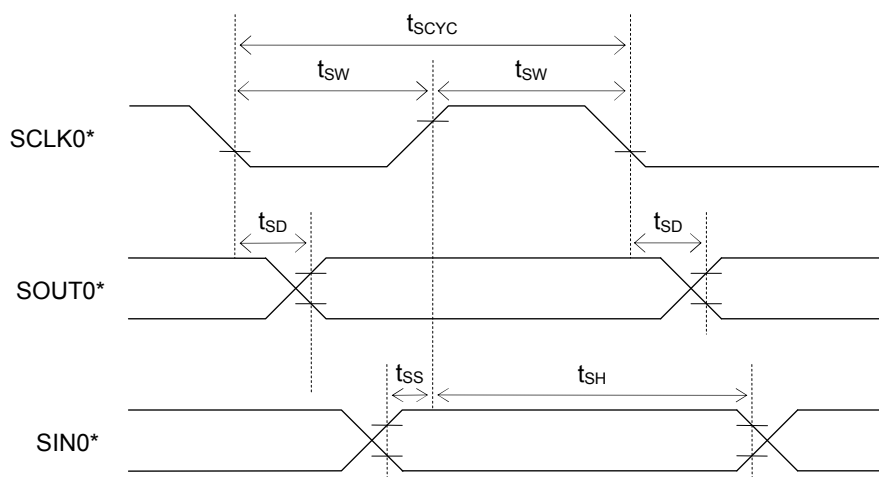 tSCYC
tSW tSW
SCLK0*
tSD tSD
SOUT0*
tSS tSH
SIN0*